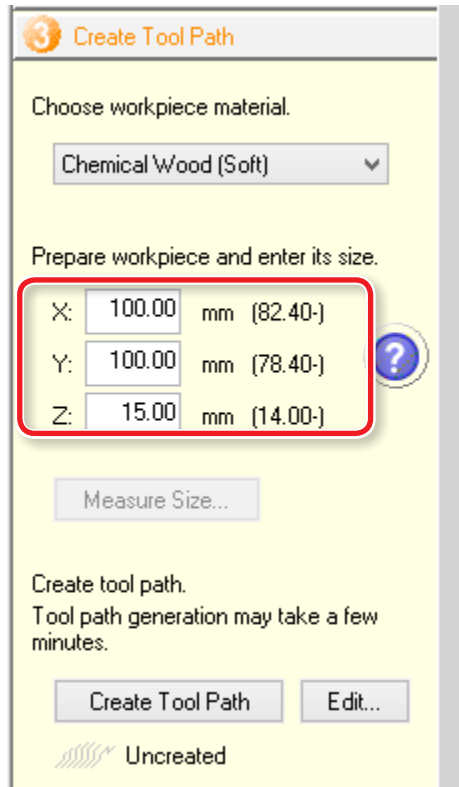 3 Create Tool Path
Choose workpiece material.
Chemical Wood (Soft)
Prepare workpiece and enter its size.
X: 100.00 mm (82.40-)
Y: 100.00 mm (78.40-)
?
Z: 15.00 mm (14.00-)
Measure Size...
Create tool path.
Tool path generation may take a few
minutes.
Create Tool Path Edit...
Uncreated